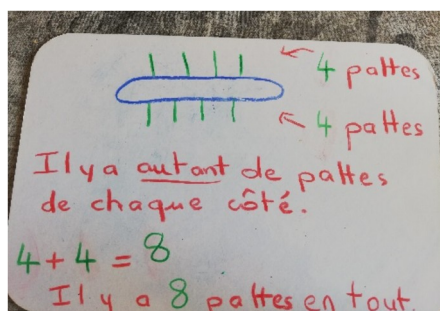 4 pattes
4 pattes
Il y a autant de pattes
de chaque côté.
4 + 4 = 8
Il y a 8 pattes en tout.